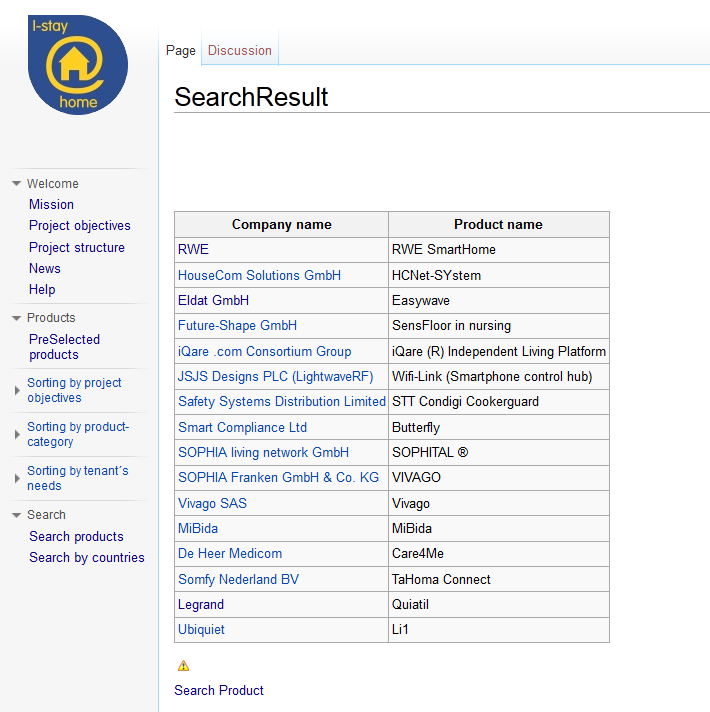 I-stay
@
home
Welcome
Mission
Project objectives
Project structure
News
Help
Products
PreSelected
products
Sorting by project
objectives
Sorting by product-
category
Sorting by tenant´s
needs
Search
Search products
Search by countries
Page Discussion
SearchResult
Company name Product name
RWE RWE SmartHome
HouseCom Solutions GmbH HCNet-SYstem
Eldat GmbH Easywave
Future-Shape GmbH SensFloor in nursing
iQare .com Consortium Group iQare (R) Independent Living Platform
JSJS Designs PLC (LightwaveRF) Wifi-Link (Smartphone control hub)
Safety Systems Distribution Limited STT Condigi Cookerguard
Smart Compliance Ltd Butterfly
SOPHIA living network GmbH SOPHITAL ®
SOPHIA Franken GmbH & Co. KG VIVAGO
Vivago SAS Vivago
MiBida MiBida
De Heer Medicom Care4Me
Somfy Nederland BV TaHoma Connect
Legrand Quiatil
Ubiquiet Li1
Search Product